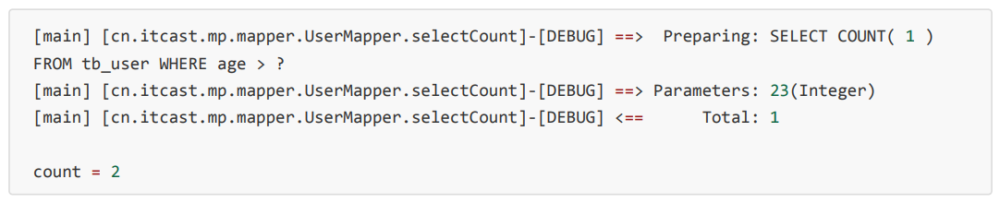 [main] [cn.itcast.mp.mapper.UserMapper.selectCount]-[DEBUG] ==>  Preparing: SELECT COUNT( 1 )
FROM tb_user WHERE age > ?
[main] [cn.itcast.mp.mapper.UserMapper.selectCount]-[DEBUG] ==> Parameters: 23(Integer)
[main] [cn.itcast.mp.mapper.UserMapper.selectCount]-[DEBUG] <==      Total: 1
count = 2